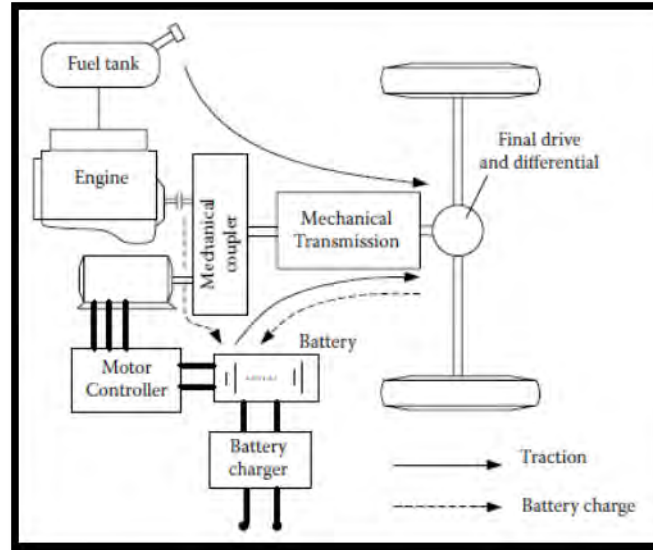 Fuel tank
Final drive
and differential
Engine
Mechanical
coupler
Mechanical
Transmission
Battery
Motor
Controller
Battery
charger
Traction
Battery charge